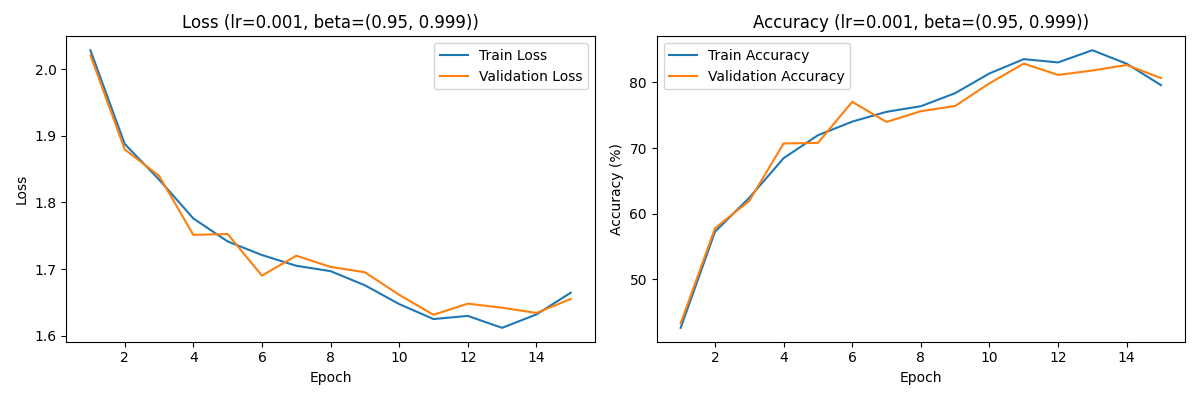 Loss (lr=0.001, beta=(0.95, 0.999))
Train Loss
Validation Loss
Loss
2.0
1.9
1.8
1.7
1.6
2 4 6 8 10 12 14
Epoch
Accuracy (lr=0.001, beta=(0.95, 0.999))
Train Accuracy
Validation Accuracy
Accuracy (%)
80
70
60
50
2 4 6 8 10 12 14
Epoch